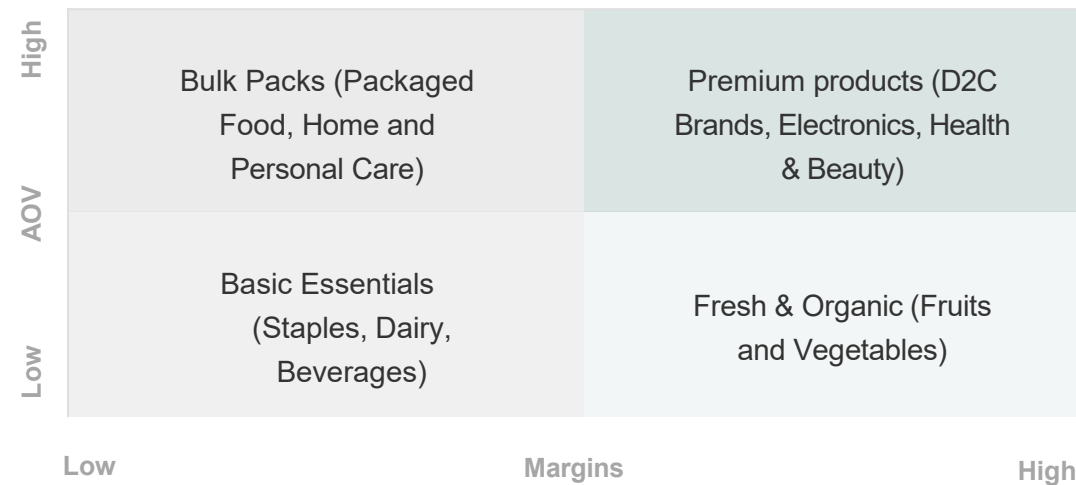 High
AOV
Low
Bulk Packs (Packaged
Food, Home and
Personal Care)
Premium products (D2C
Brands, Electronics, Health
& Beauty)
Basic Essentials
(Staples, Dairy,
Beverages)
Fresh & Organic (Fruits
and Vegetables)
Low
Margins
High